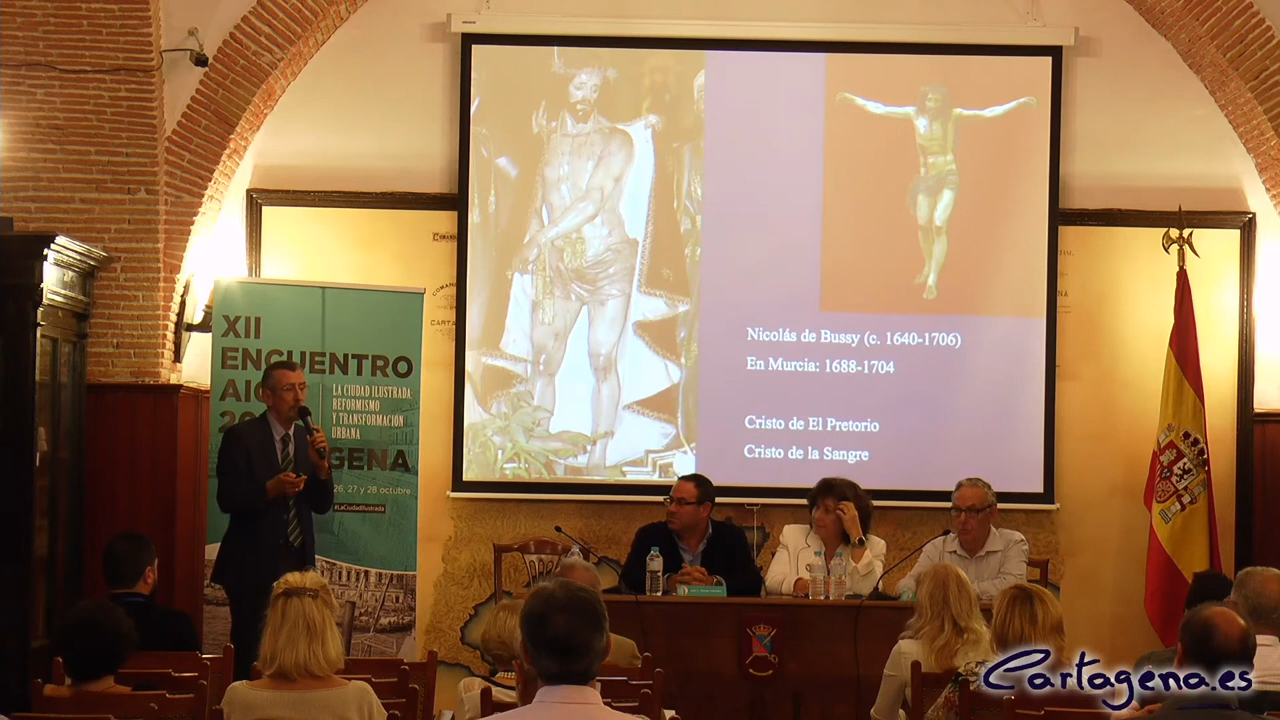 XII
ENCUENTRO
LA CIUDAD ILUSTRADA:
REFORMISMO
Y TRANSFORMACIÓN
URBANA
26, 27 y 28 octubre
#LaCiudadIlustrada
Nicolás de Bussy (c. 1640-1706)
En Murcia: 1688-1704
Cristo de El Pretorio
Cristo de la Sangre
Cartagena.es